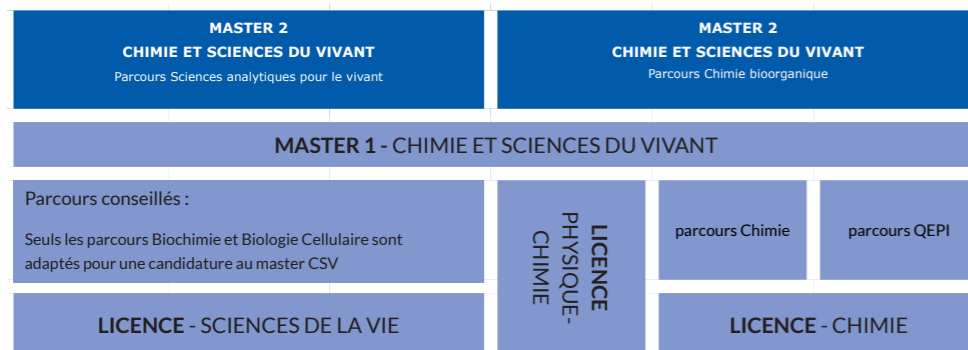 MASTER 2
CHIMIE ET SCIENCES DU VIVANT
Parcours Sciences analytiques pour le vivant
MASTER 2
CHIMIE ET SCIENCES DU VIVANT
Parcours Chimie bioorganique
MASTER 1 - CHIMIE ET SCIENCES DU VIVANT
Parcours conseillés :
Seuls les parcours Biochimie et Biologie Cellulaire sont
adaptés pour une candidature au master CSV
LICENCE
PHYSIQUE-
CHIMIE
parcours Chimie
parcours QEPI
LICENCE - SCIENCES DE LA VIE
LICENCE - CHIMIE